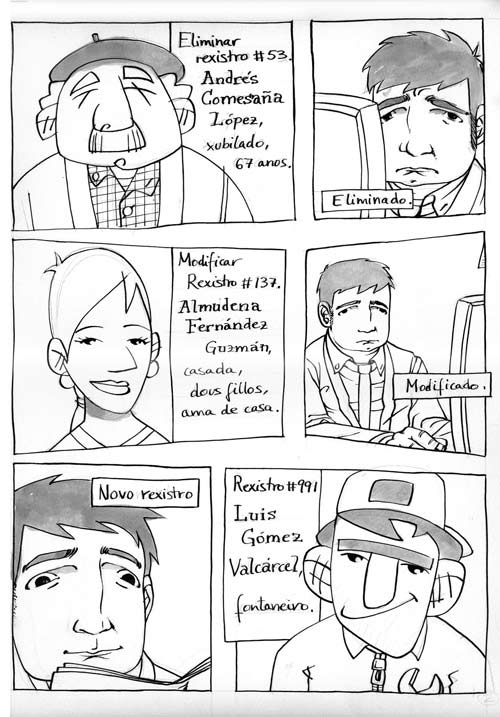 Eliminar
rexistro #53.
Andrés
Comesaña
López,
xubilado,
67 anos.
Eliminado.
Modificar
Rexistro #137.
Almudena
Fernández
Guzmán,
casada,
dous fillos,
ama de casa.
Modificado.
Novo rexistro
Rexistro #991
Luis
Gómez
Valcárcel,
fontaneiro.